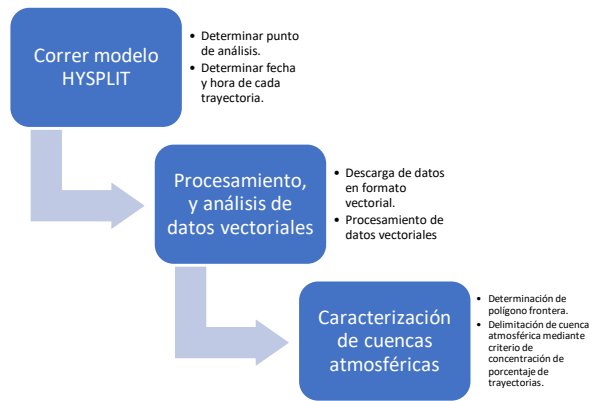 Correr modelo
HYSPLIT
• Determinar punto
de análisis.
• Determinar fecha
y hora de cada
trayectoria.
Procesamiento,
y análisis de
datos vectoriales
• Descarga de datos
en formato
vectorial.
• Procesamiento de
datos vectoriales
Caracterización
de cuencas
atmosféricas
• Determinación de
polígono frontera.
• Delimitación de cuenca
atmosférica mediante
criterio de
concentración de
porcentaje de
trayectorias.